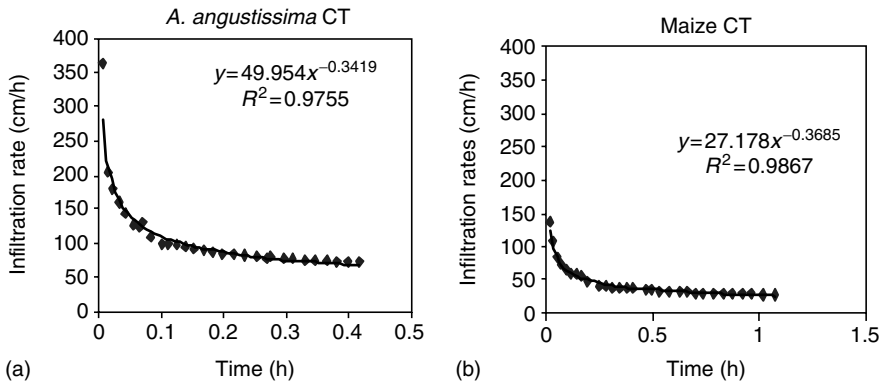 A. angustissima CT
400
350
300
250
200
150
100
50
0
Infiltration rate (cm/h)
y=49.954x−0.3419
R2=0.9755
0 0.1 0.2 0.3 0.4 0.5
Time (h)
(a)
Maize CT
400
350
300
250
200
150
100
50
0
Infiltration rates (cm/h)
y=27.178x−0.3685
R2=0.9867
0 0.5 1 1.5
Time (h)
(b)